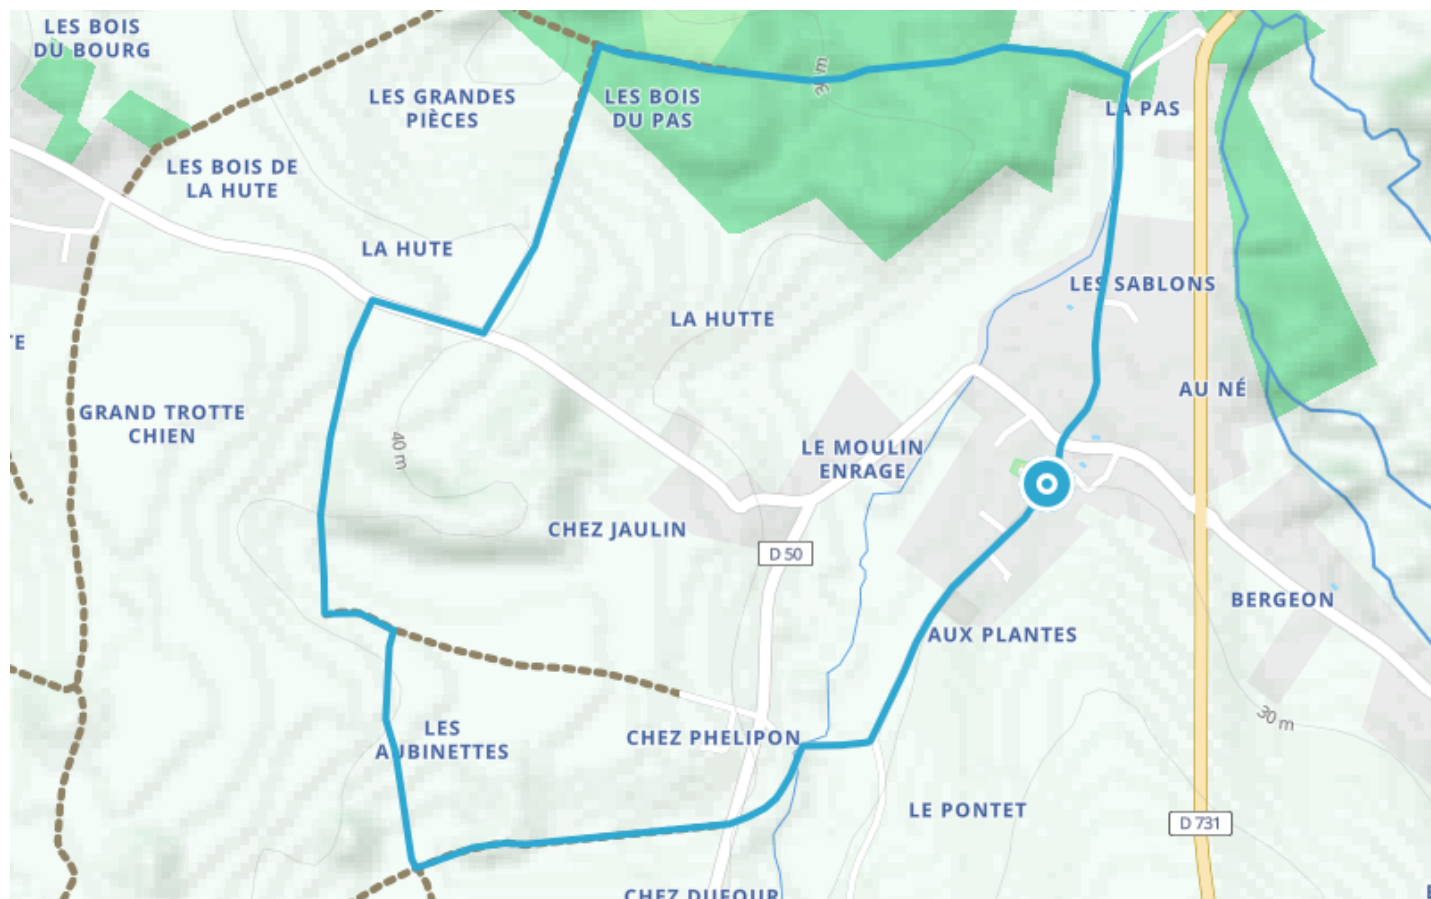 LES BOIS
DU BOURG
LES GRANDES
PIÈCES
LES BOIS
DU PAS
3 m
LA PAS
LES BOIS DE
LA HUTE
LA HUTE
LES SABLONS
LA HUTTE
TE
GRAND TROTTE
CHIEN
AU NÉ
40 m
LE MOULIN
ENRAGE
CHEZ JAULIN
D 50
BERGEON
AUX PLANTES
30 m
LES
AUBINETTES
CHEZ PHELIPON
LE PONTET
D 731
CHEZ DUFOUR